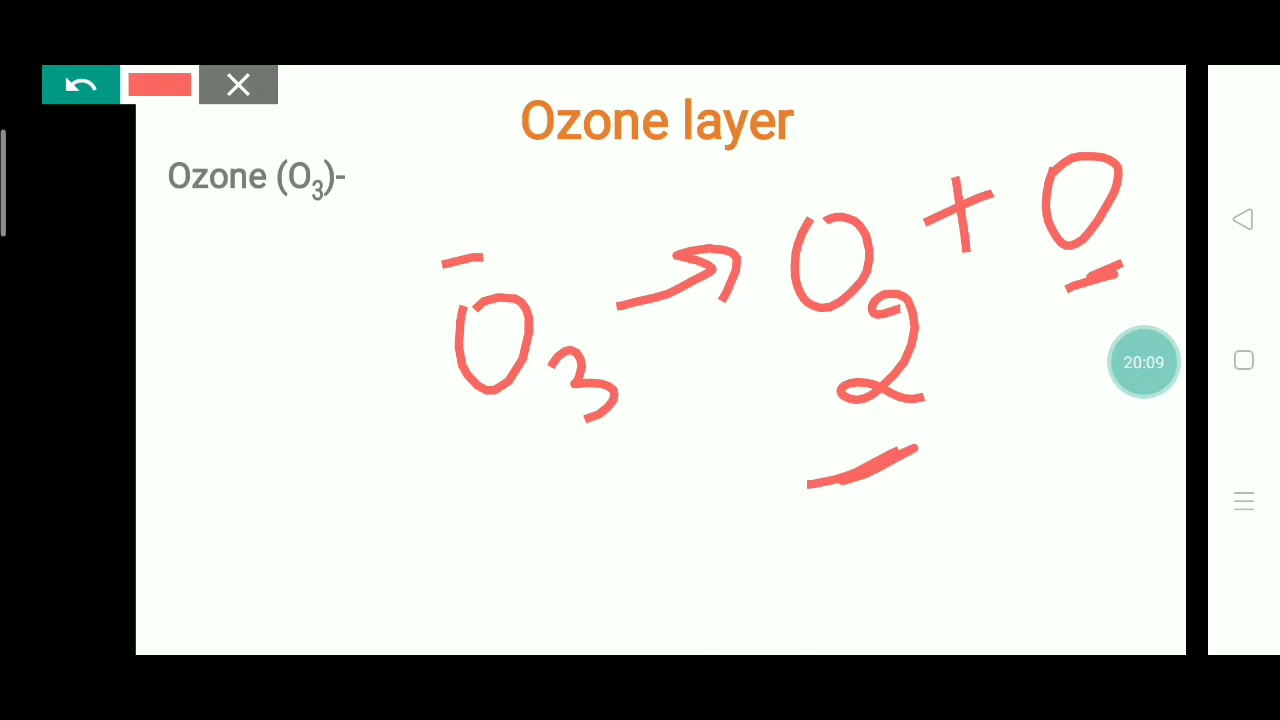 Ozone layer
Ozone (O₃)-
O₃ → O₂ + O
20:09